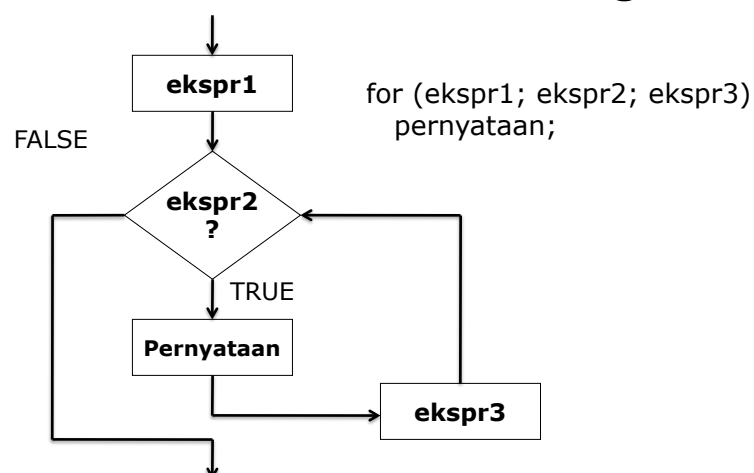 ekspr1
for (ekspr1; ekspr2; ekspr3)
pernyataan;
FALSE
ekspr2
?
TRUE
Pernyataan
ekspr3